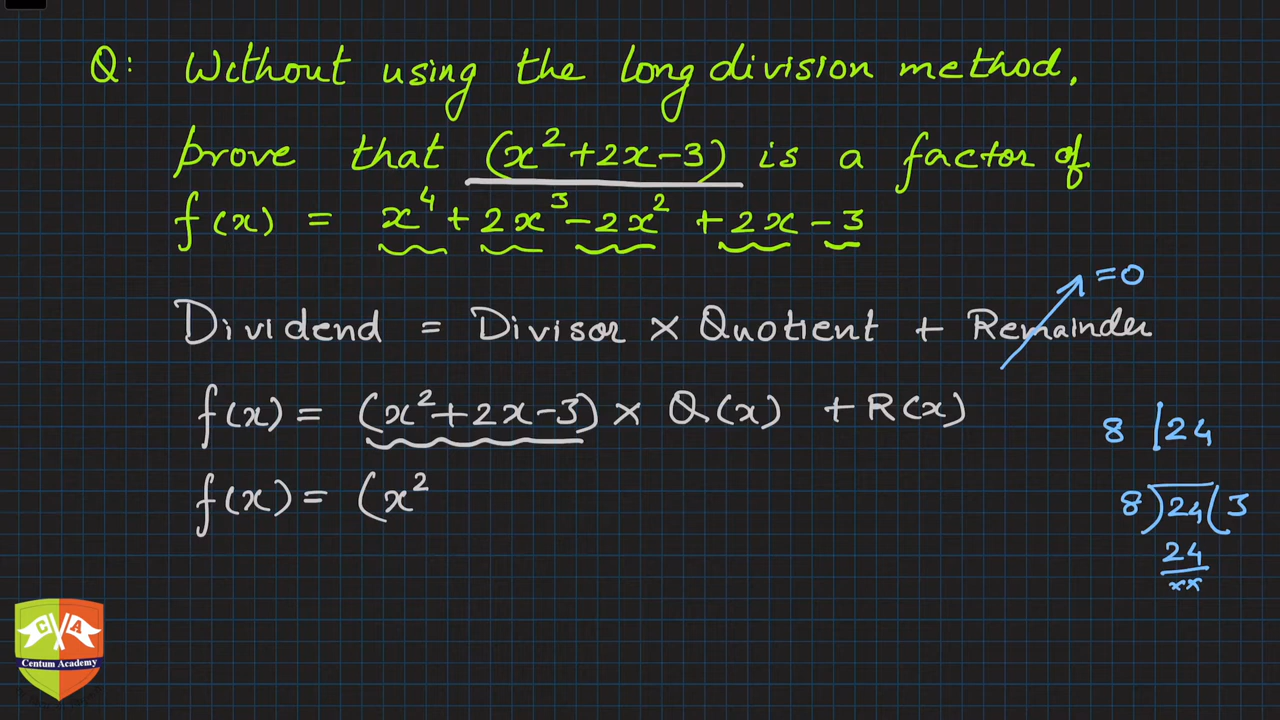 Q: Without using the long division method,
prove that (x²+2x-3) is a factor of
f(x) = x⁴+2x³-2x²+2x-3
=0
Dividend = Divisor × Quotient + Remainder
f(x) = (x²+2x-3) × Q(x) + R(x)
8 |24
f(x) = (x²
8)24(3
24
xx
C A
Centum Academy